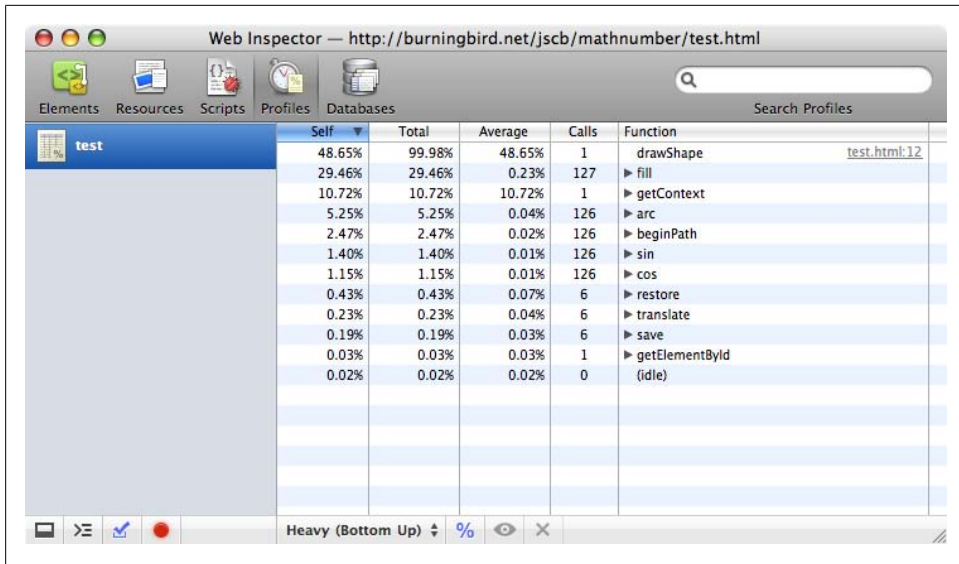 Web Inspector — http://burningbird.net/jscb/mathnumber/test.html
Elements Resources Scripts Profiles Databases Search Profiles
test
Self Total Average Calls Function
48.65% 99.98% 48.65% 1 drawShape test.html:12
29.46% 29.46% 0.23% 127 fill
10.72% 10.72% 10.72% 1 getContext
5.25% 5.25% 0.04% 126 arc
2.47% 2.47% 0.02% 126 beginPath
1.40% 1.40% 0.01% 126 sin
1.15% 1.15% 0.01% 126 cos
0.43% 0.43% 0.07% 6 restore
0.23% 0.23% 0.04% 6 translate
0.19% 0.19% 0.03% 6 save
0.03% 0.03% 0.03% 1 getElementById
0.02% 0.02% 0.02% 0 (idle)
Heavy (Bottom Up) %